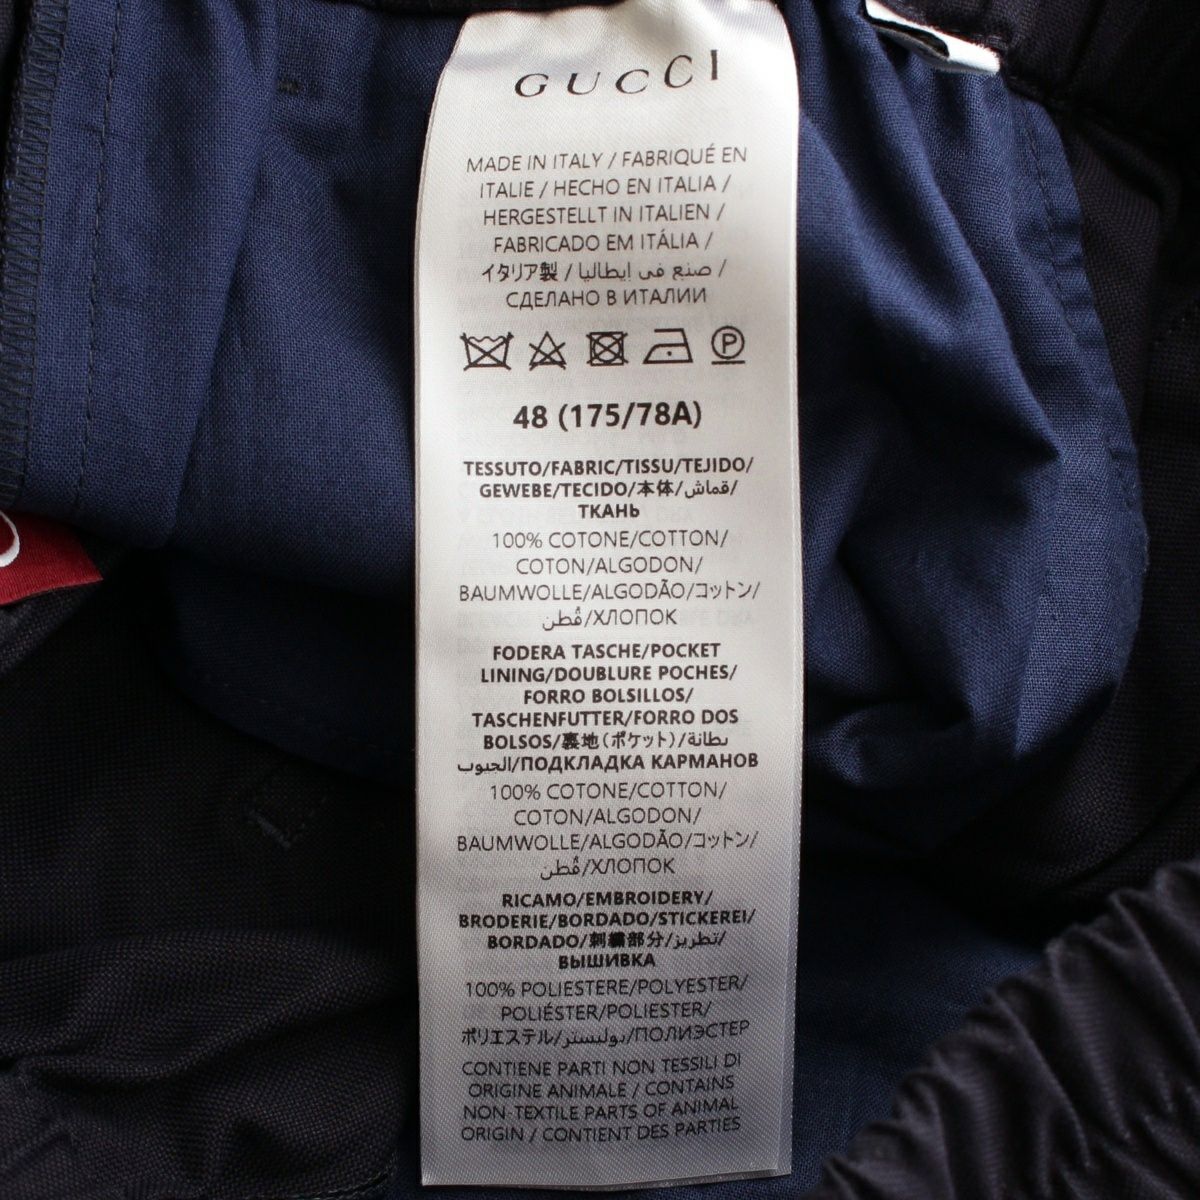 GUCCI
MADE IN ITALY / FABRIQUÉ EN
ITALIE / HECHO EN ITALIA /
HERGESTELLT IN ITALIEN /
FABRICADO EM ITÁLIA /
イタリア製 / صنع في إيطاليا /
СДЕЛАНО В ИТАЛИИ
P
48 (175/78A)
TESSUTO/FABRIC/TISSU/TEJIDO/
GEWEBE/TECIDO/本体/قماش/
ТКАНЬ
100% COTONE/COTTON/
COTON/ALGODON/
BAUMWOLLE/ALGODÃO/コットン/
قُطن/ХЛОПОК
FODERA TASCHE/POCKET
LINING/DOUBLURE POCHES/
FORRO BOLSILLOS/
TASCHENFUTTER/FORRO DOS
BOLSOS/裏地(ポケット)/بطانة
الجيوب/ПОДКЛАДКА КАРМАНОВ
100% COTONE/COTTON/
COTON/ALGODON/
BAUMWOLLE/ALGODÃO/コットン/
قُطن/ХЛОПОК
RICAMO/EMBROIDERY/
BRODERIE/BORDADO/STICKEREI/
BORDADO/刺繍部分/تطريز/
ВЫШИВКА
100% POLIESTERE/POLYESTER/
POLIÉSTER/POLIESTER/
ポリエステル/بوليستر/ПОЛИЭСТЕР
CONTIENE PARTI NON TESSILI DI
ORIGINE ANIMALE / CONTAINS
NON-TEXTILE PARTS OF ANIMAL
ORIGIN / CONTIENT DES PARTIES